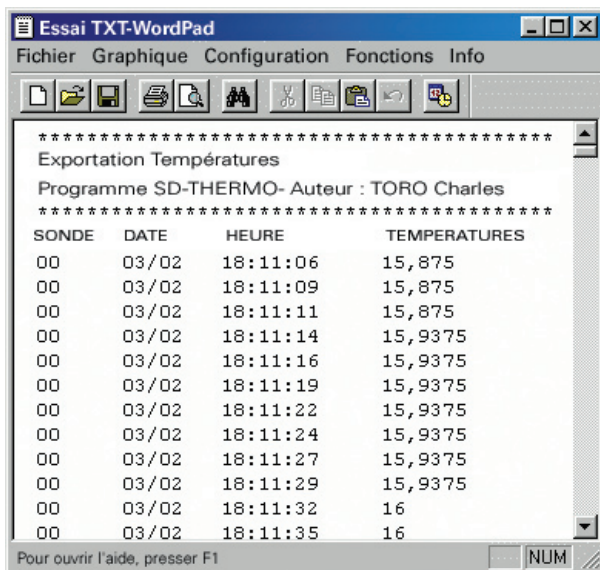 Essai TXT-WordPad
Fichier Graphique Configuration Fonctions Info
*******************************************
Exportation Températures
Programme SD-THERMO- Auteur : TORO Charles
*******************************************
SONDE DATE HEURE TEMPERATURES
00 03/02 18:11:06 15,875
00 03/02 18:11:09 15,875
00 03/02 18:11:11 15,875
00 03/02 18:11:14 15,9375
00 03/02 18:11:16 15,9375
00 03/02 18:11:19 15,9375
00 03/02 18:11:22 15,9375
00 03/02 18:11:24 15,9375
00 03/02 18:11:27 15,9375
00 03/02 18:11:29 15,9375
00 03/02 18:11:32 16
00 03/02 18:11:35 16
Pour ouvrir l'aide, presser F1 NUM